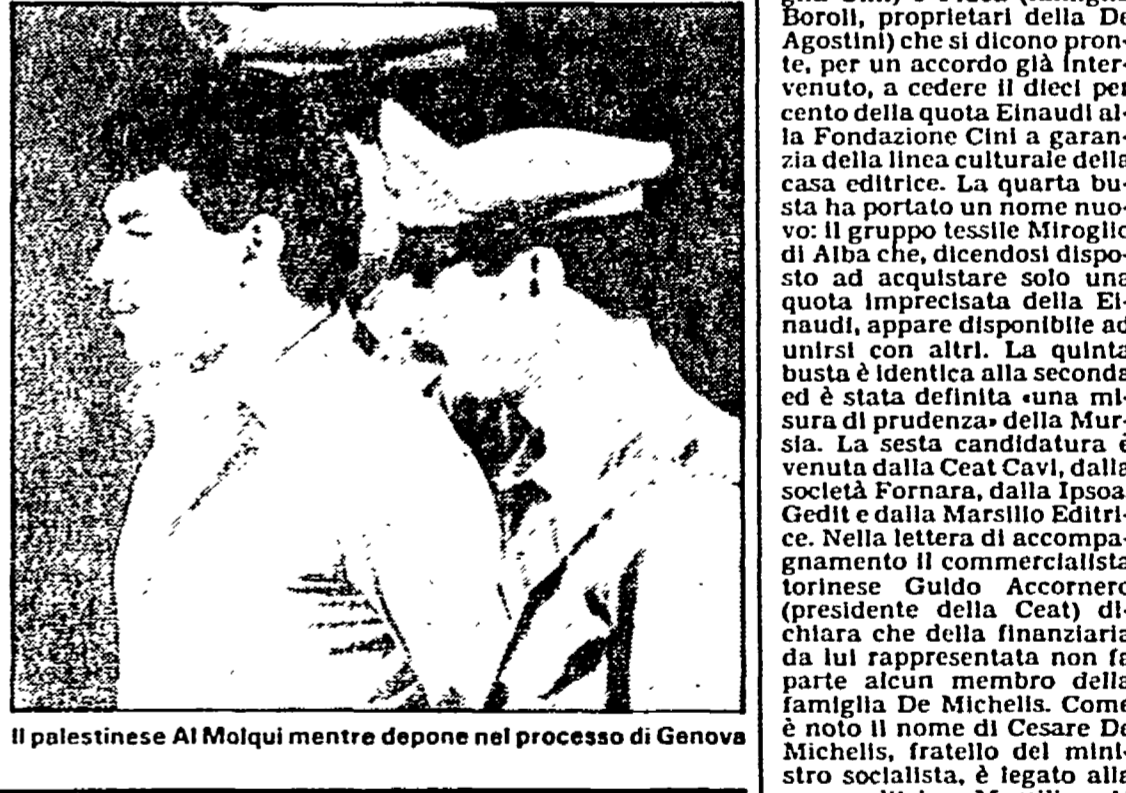 Il palestinese Al Molqui mentre depone nel processo di Genova
Boroli, proprietari della De
Agostini) che si dicono pron-
te, per un accordo già inter-
venuto, a cedere il dieci per
cento della quota Einaudi al-
la Fondazione Cini a garan-
zia della linea culturale della
casa editrice. La quarta bu-
sta ha portato un nome nuo-
vo: il gruppo tessile Miroglio
di Alba che, dicendosi dispo-
sto ad acquistare solo una
quota imprecisata della Ei-
naudi, appare disponibile ad
unirsi con altri. La quinta
busta è identica alla seconda
ed è stata definita «una mi-
sura di prudenza» della Mur-
sia. La sesta candidatura è
venuta dalla Ceat Cavi, dalla
società Fornara, dalla Ipsoa
Gedit e dalla Marsilio Editri-
ce. Nella lettera di accompa-
gnamento il commercialista
torinese Guido Accornero
(presidente della Ceat) di-
chiara che della finanziaria
da lui rappresentata non fa
parte alcun membro della
famiglia De Michelis. Come
è noto il nome di Cesare De
Michelis, fratello del mini-
stro socialista, è legato alla